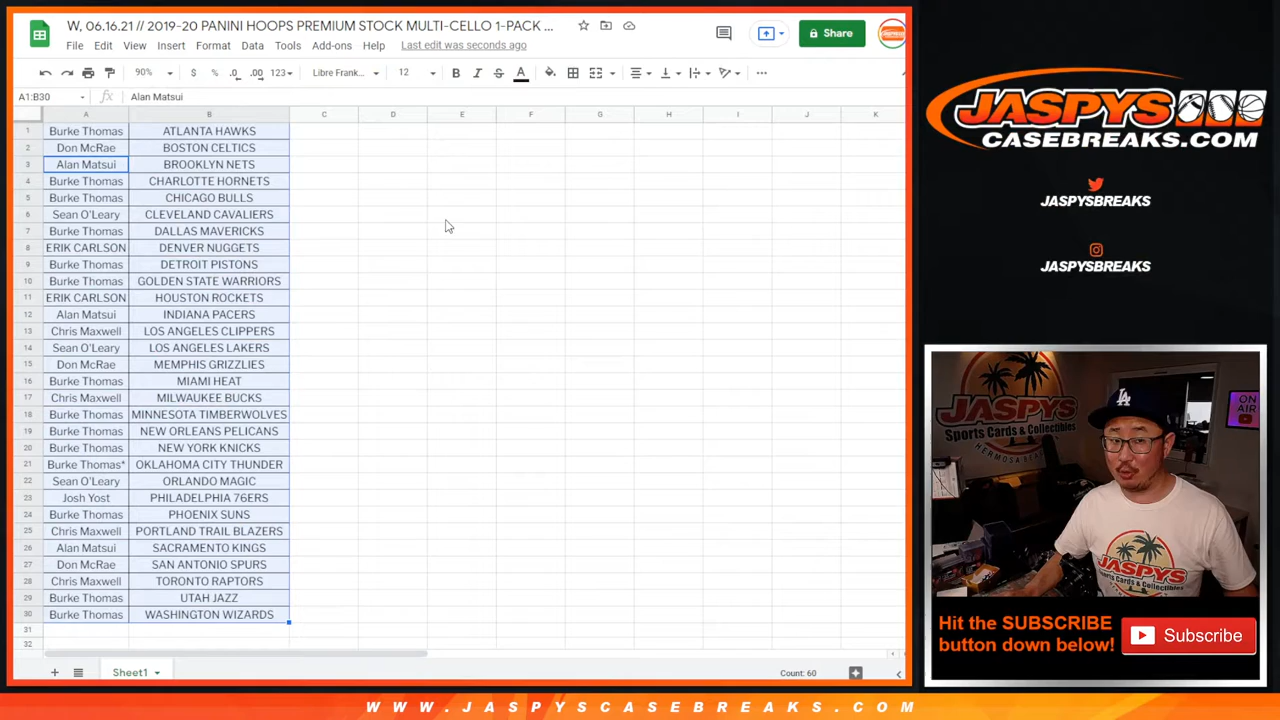 W, 06.16.21 // 2019-20 PANINI HOOPS PREMIUM STOCK MULTI-CELLO 1-PACK ...
File Edit View Insert Format Data Tools Add-ons Help Last edit was seconds ago
Share
90% $ % .0 .00 123 Libre Frank... 12 B I S A
A1:B30 fx Alan Matsui
A B C D E F G H I J K
1 Burke Thomas ATLANTA HAWKS
2 Don McRae BOSTON CELTICS
3 Alan Matsui BROOKLYN NETS
4 Burke Thomas CHARLOTTE HORNETS
5 Burke Thomas CHICAGO BULLS
6 Sean O'Leary CLEVELAND CAVALIERS
7 Burke Thomas DALLAS MAVERICKS
8 ERIK CARLSON DENVER NUGGETS
9 Burke Thomas DETROIT PISTONS
10 Burke Thomas GOLDEN STATE WARRIORS
11 ERIK CARLSON HOUSTON ROCKETS
12 Alan Matsui INDIANA PACERS
13 Chris Maxwell LOS ANGELES CLIPPERS
14 Sean O'Leary LOS ANGELES LAKERS
15 Don McRae MEMPHIS GRIZZLIES
16 Burke Thomas MIAMI HEAT
17 Chris Maxwell MILWAUKEE BUCKS
18 Burke Thomas MINNESOTA TIMBERWOLVES
19 Burke Thomas NEW ORLEANS PELICANS
20 Burke Thomas NEW YORK KNICKS
21 Burke Thomas* OKLAHOMA CITY THUNDER
22 Sean O'Leary ORLANDO MAGIC
23 Josh Yost PHILADELPHIA 76ERS
24 Burke Thomas PHOENIX SUNS
25 Chris Maxwell PORTLAND TRAIL BLAZERS
26 Alan Matsui SACRAMENTO KINGS
27 Don McRae SAN ANTONIO SPURS
28 Chris Maxwell TORONTO RAPTORS
29 Burke Thomas UTAH JAZZ
30 Burke Thomas WASHINGTON WIZARDS
31
32
Sheet1
Count: 60
JASPYS
CASEBREAKS.COM
JASPYSBREAKS
JASPYSBREAKS
JASPYS
Sports Cards & Collectibles
HERMOSA BEACH
ON
AIR
LA
JASPYS
Hit the SUBSCRIBE
button down below!
Subscribe
WWW.JASPYSCASEBREAKS.COM